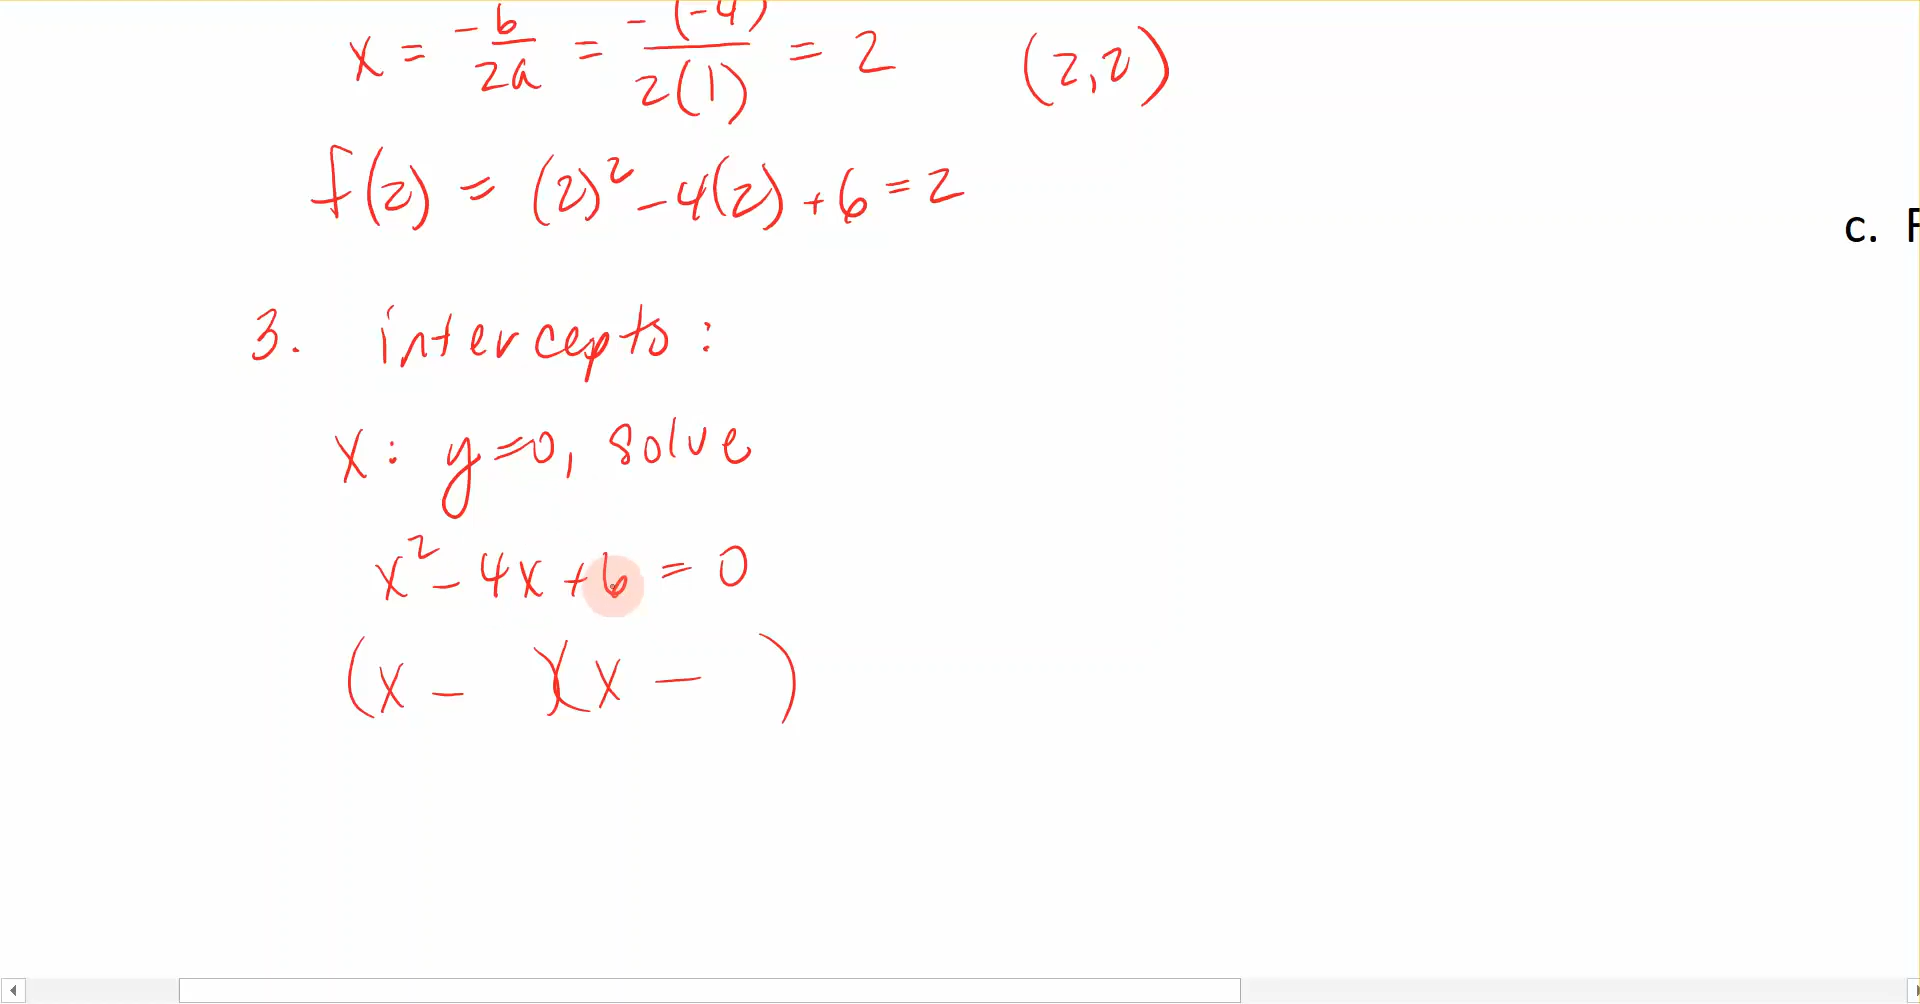 x = -b/2a = -(-4)/2(1) = 2 (2,2)
f(2) = (2)² - 4(2) + 6 = 2
c.
3. intercepts:
x: y=0, solve
x² - 4x + 6 = 0
(x - )(x - )